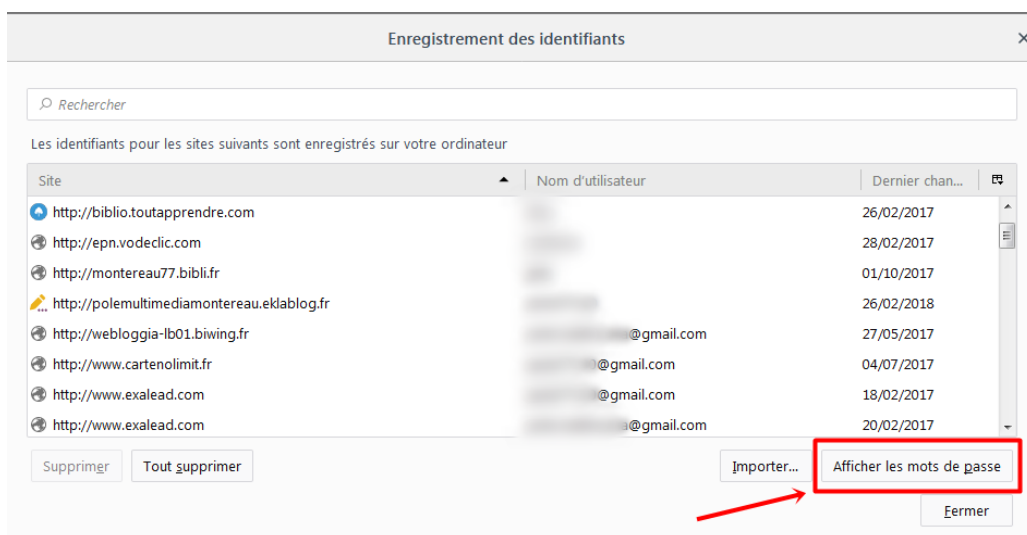 Enregistrement des identifiants
Rechercher
Les identifiants pour les sites suivants sont enregistrés sur votre ordinateur
Site Nom d'utilisateur Dernier chan...
http://biblio.toutapprendre.com 26/02/2017
http://epn.vodeclic.com 28/02/2017
http://montereau77.bibli.fr 01/10/2017
http://polemultimediamontereau.eklablog.fr 26/02/2018
http://webloggia-lb01.biwing.fr @gmail.com 27/05/2017
http://www.cartenolimit.fr @gmail.com 04/07/2017
http://www.exalead.com @gmail.com 18/02/2017
http://www.exalead.com @gmail.com 20/02/2017
Supprimer Tout supprimer Importer... Afficher les mots de passe
Fermer